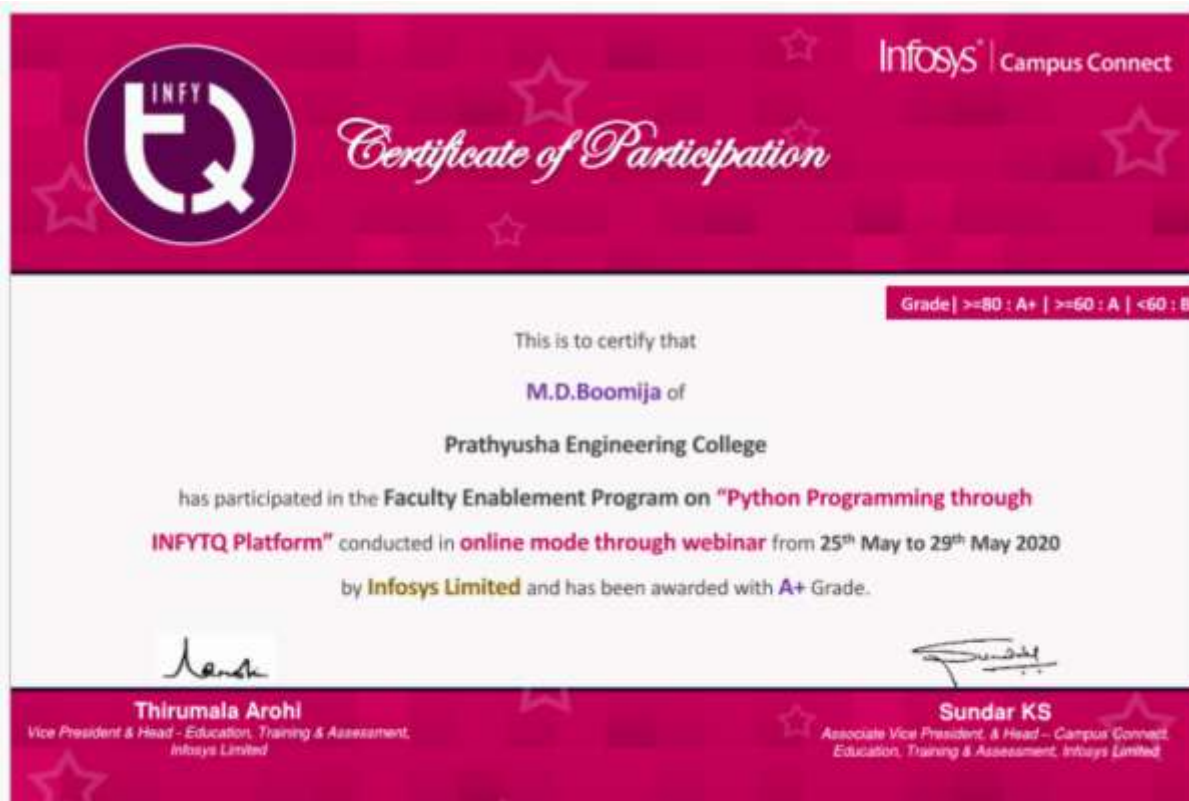 INFY
TQ
Infosys® | Campus Connect
Certificate of Participation
Grade| >=80 : A+ | >=60 : A | <60 : B
This is to certify that
M.D.Boomija of
Prathyusha Engineering College
has participated in the Faculty Enablement Program on “Python Programming through
INFYTQ Platform” conducted in online mode through webinar from 25th May to 29th May 2020
by Infosys Limited and has been awarded with A+ Grade.
Thirumala Arohi
Vice President & Head - Education, Training & Assessment,
Infosys Limited
Sundar KS
Associate Vice President, & Head – Campus Connect,
Education, Training & Assessment, Infosys Limited